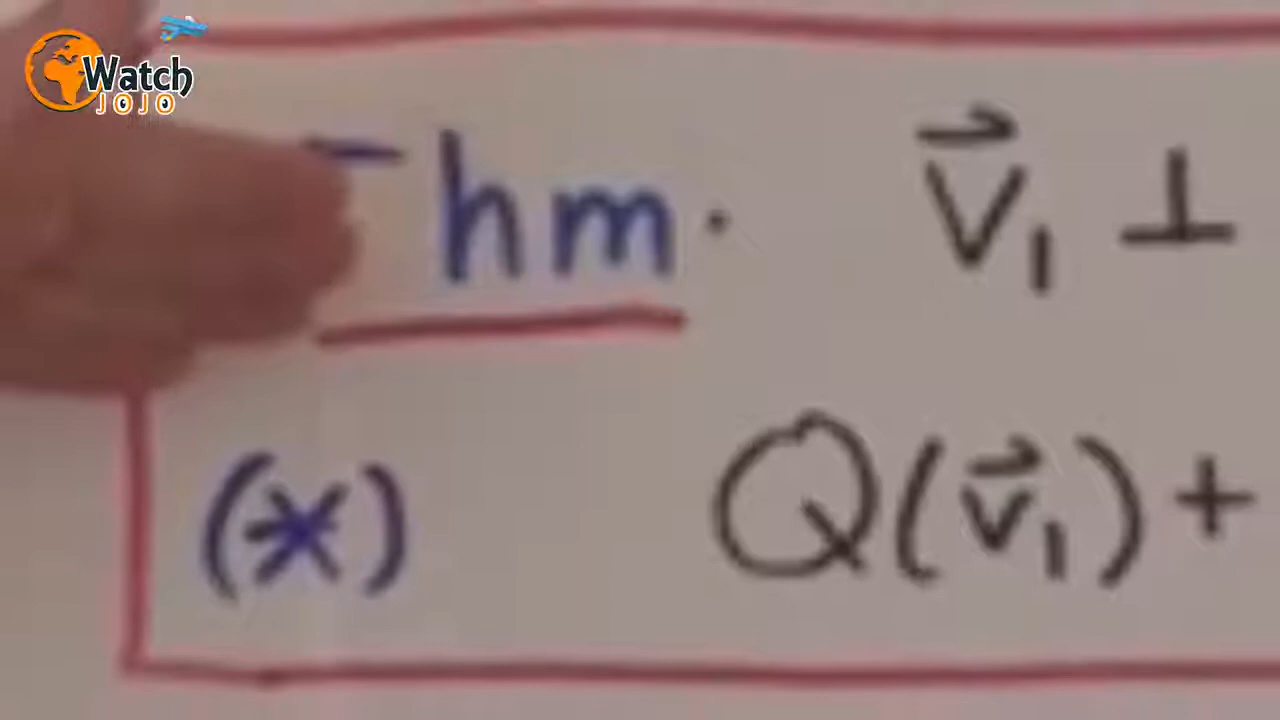 Watch
JOJO
hm. V⃗₁ ⊥
(*) Q(v⃗₁) +